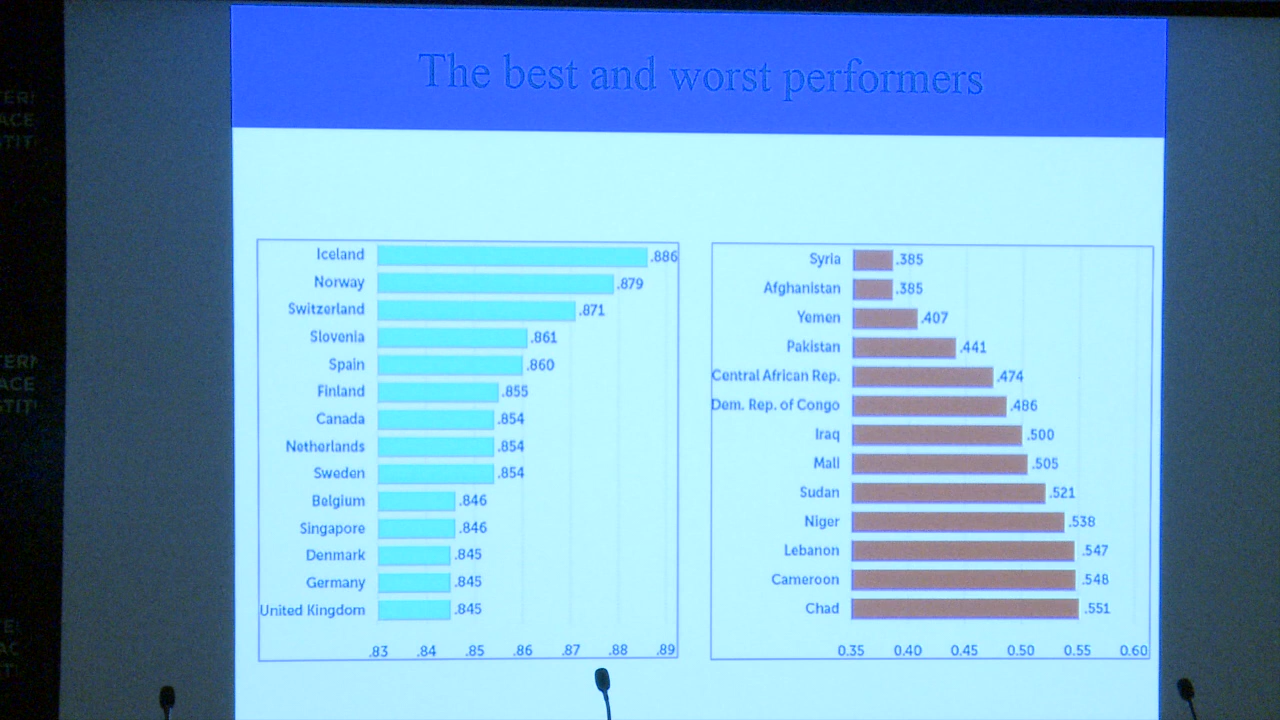 The best and worst performers
Iceland .886
Norway .879
Switzerland .871
Slovenia .861
Spain .860
Finland .855
Canada .854
Netherlands .854
Sweden .854
Belgium .846
Singapore .846
Denmark .845
Germany .845
United Kingdom .845
.83 .84 .85 .86 .87 .88 .89
Syria .385
Afghanistan .385
Yemen .407
Pakistan .441
Central African Rep. .474
Dem. Rep. of Congo .486
Iraq .500
Mali .505
Sudan .521
Niger .538
Lebanon .547
Cameroon .548
Chad .551
0.35 0.40 0.45 0.50 0.55 0.60